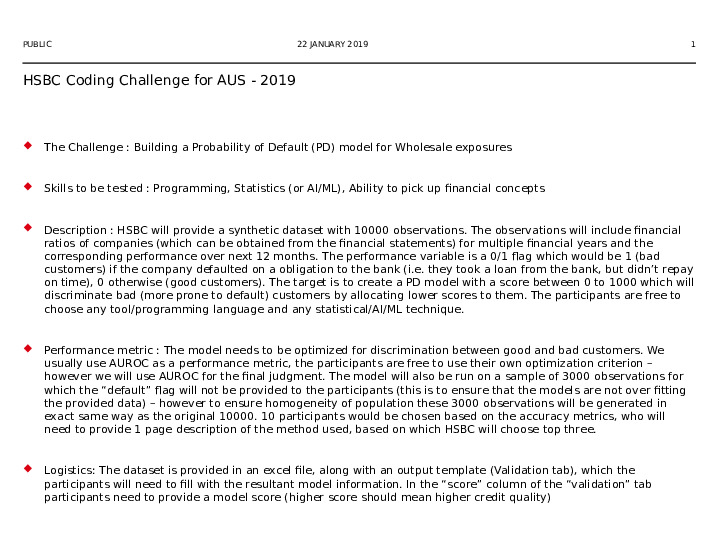 PUBLIC 22 JANUARY 2019 1
HSBC Coding Challenge for AUS - 2019
The Challenge : Building a Probability of Default (PD) model for Wholesale exposures
Skills to be tested : Programming, Statistics (or AI/ML), Ability to pick up financial concepts
Description : HSBC will provide a synthetic dataset with 10000 observations. The observations will include financial
ratios of companies (which can be obtained from the financial statements) for multiple financial years and the
corresponding performance over next 12 months. The performance variable is a 0/1 flag which would be 1 (bad
customers) if the company defaulted on a obligation to the bank (i.e. they took a loan from the bank, but didn't repay
on time), 0 otherwise (good customers). The target is to create a PD model with a score between 0 to 1000 which will
discriminate bad (more prone to default) customers by allocating lower scores to them. The participants are free to
choose any tool/programming language and any statistical/AI/ML technique.
Performance metric : The model needs to be optimized for discrimination between good and bad customers. We
usually use AUROC as a performance metric, the participants are free to use their own optimization criterion –
however we will use AUROC for the final judgment. The model will also be run on a sample of 3000 observations for
which the “default” flag will not be provided to the participants (this is to ensure that the models are not over fitting
the provided data) – however to ensure homogeneity of population these 3000 observations will be generated in
exact same way as the original 10000. 10 participants would be chosen based on the accuracy metrics, who will
need to provide 1 page description of the method used, based on which HSBC will choose top three.
Logistics: The dataset is provided in an excel file, along with an output template (Validation tab), which the
participants will need to fill with the resultant model information. In the “score” column of the “validation” tab
participants need to provide a model score (higher score should mean higher credit quality)